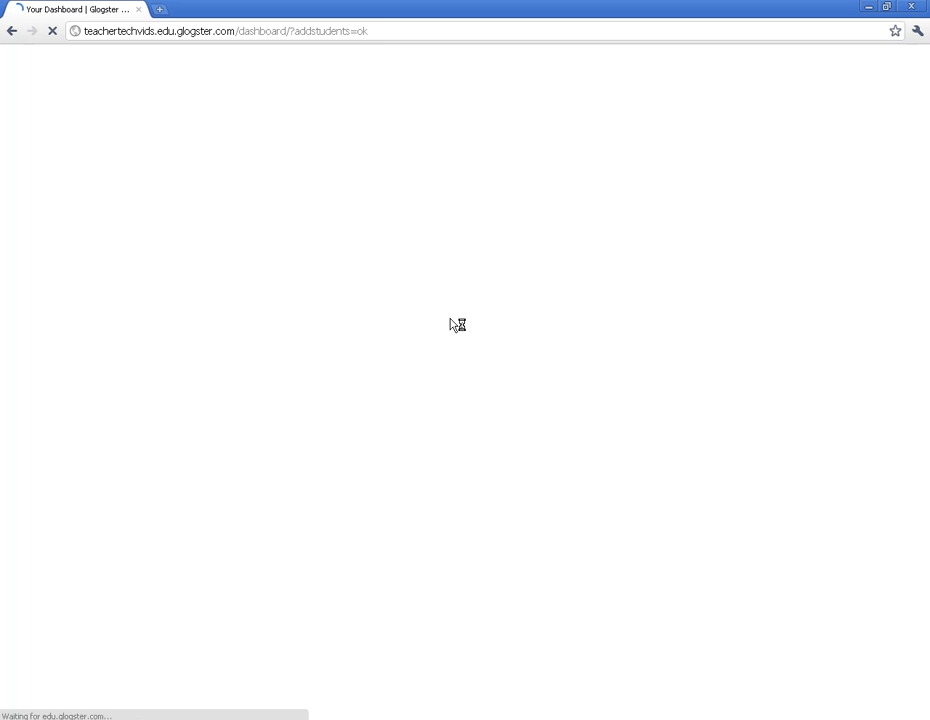 Your Dashboard | Glogster ...
teachertechvids.edu.glogster.com/dashboard/?addstudents=ok
Waiting for edu.glogster.com...